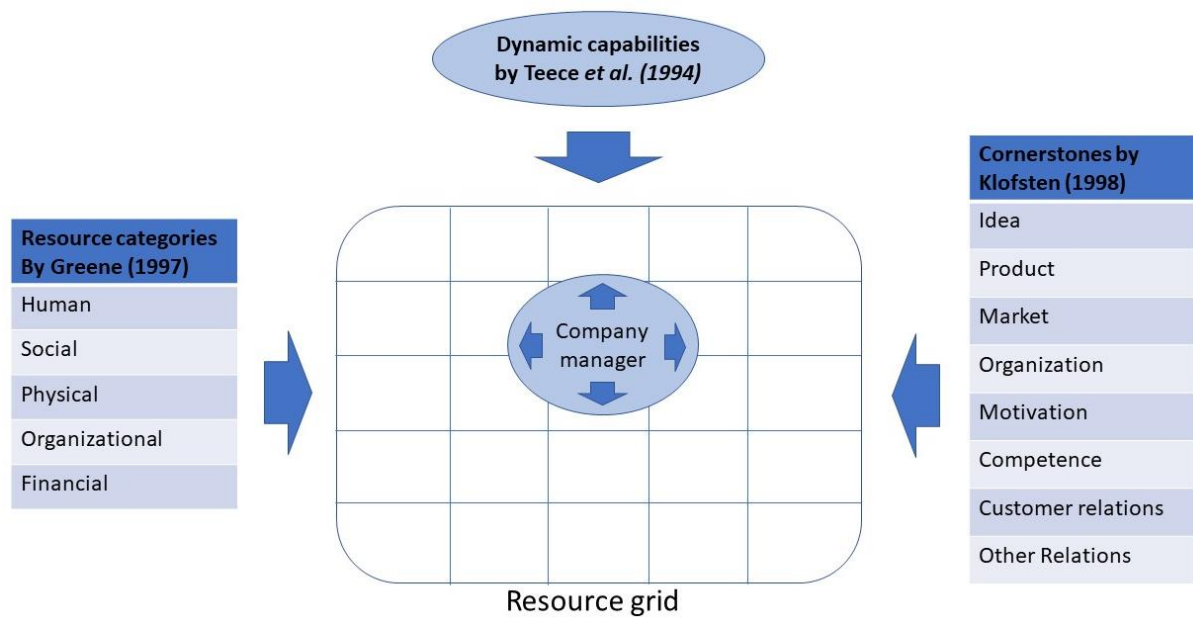 Dynamic capabilities
by Teece et al. (1994)
Resource categories
By Greene (1997)
Human
Social
Physical
Organizational
Financial
Company
manager
Cornerstones by
Klofsten (1998)
Idea
Product
Market
Organization
Motivation
Competence
Customer relations
Other Relations
Resource grid